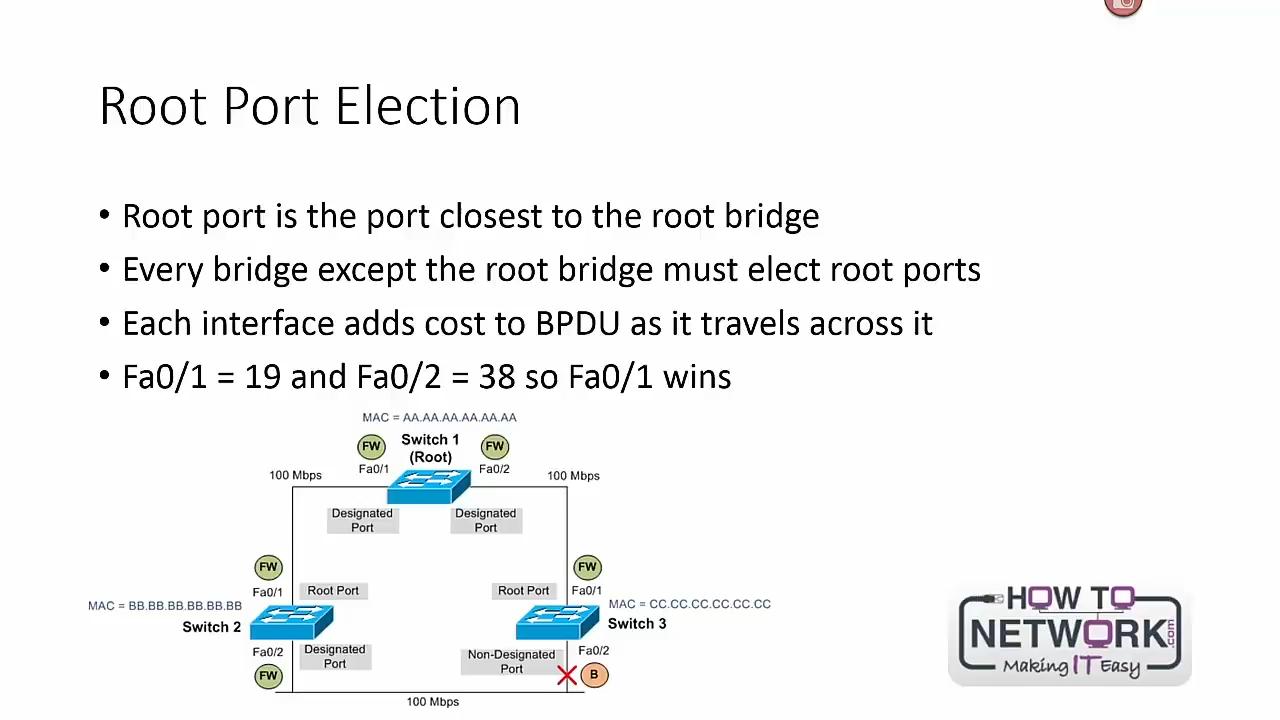 Root Port Election
• Root port is the port closest to the root bridge
• Every bridge except the root bridge must elect root ports
• Each interface adds cost to BPDU as it travels across it
• Fa0/1 = 19 and Fa0/2 = 38 so Fa0/1 wins
MAC = AA.AA.AA.AA.AA.AA
FW
Switch 1
(Root)
FW
Fa0/1
Fa0/2
100 Mbps
100 Mbps
Designated
Port
Designated
Port
FW
Fa0/1
Root Port
Root Port
FW
Fa0/1
MAC = BB.BB.BB.BB.BB.BB
Switch 2
MAC = CC.CC.CC.CC.CC.CC
Switch 3
Fa0/2
FW
Designated
Port
Non-Designated
Port
Fa0/2
B
100 Mbps
HOW TO
NETWORK.com
Making IT Easy